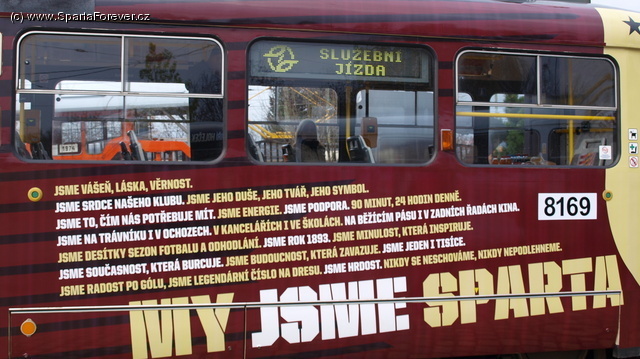 (c) www.SpartaForever.cz
SLUŽEBNÍ
JÍZDA
JSME VÁŠEŇ, LÁSKA, VĚRNOST.
JSME SRDCE NAŠEHO KLUBU. JSME JEHO DUŠE, JEHO TVÁŘ, JEHO SYMBOL.
JSME TO, ČÍM NÁS POTŘEBUJE MÍT. JSME ENERGIE. JSME PODPORA. 90 MINUT, 24 HODIN DENNĚ.
JSME NA TRÁVNÍKU I V OCHOZECH. V KANCELÁŘÍCH I VE ŠKOLÁCH. NA BĚŽÍCÍM PÁSU I V ZADNÍCH ŘADÁCH KINA.
JSME DESÍTKY SEZON FOTBALU A ODHODLÁNÍ. JSME ROK 1893. JSME MINULOST, KTERÁ INSPIRUJE.
JSME SOUČASNOST, KTERÁ BURCUJE. JSME BUDOUCNOST, KTERÁ ZAVAZUJE. JSME JEDEN I TISÍCE.
JSME RADOST PO GÓLU, JSME LEGENDÁRNÍ ČÍSLO NA DRESU. JSME HRDOST. NIKDY SE NESCHOVÁME, NIKDY NEPODLEHNEME.
8169
MY JSME SPARTA